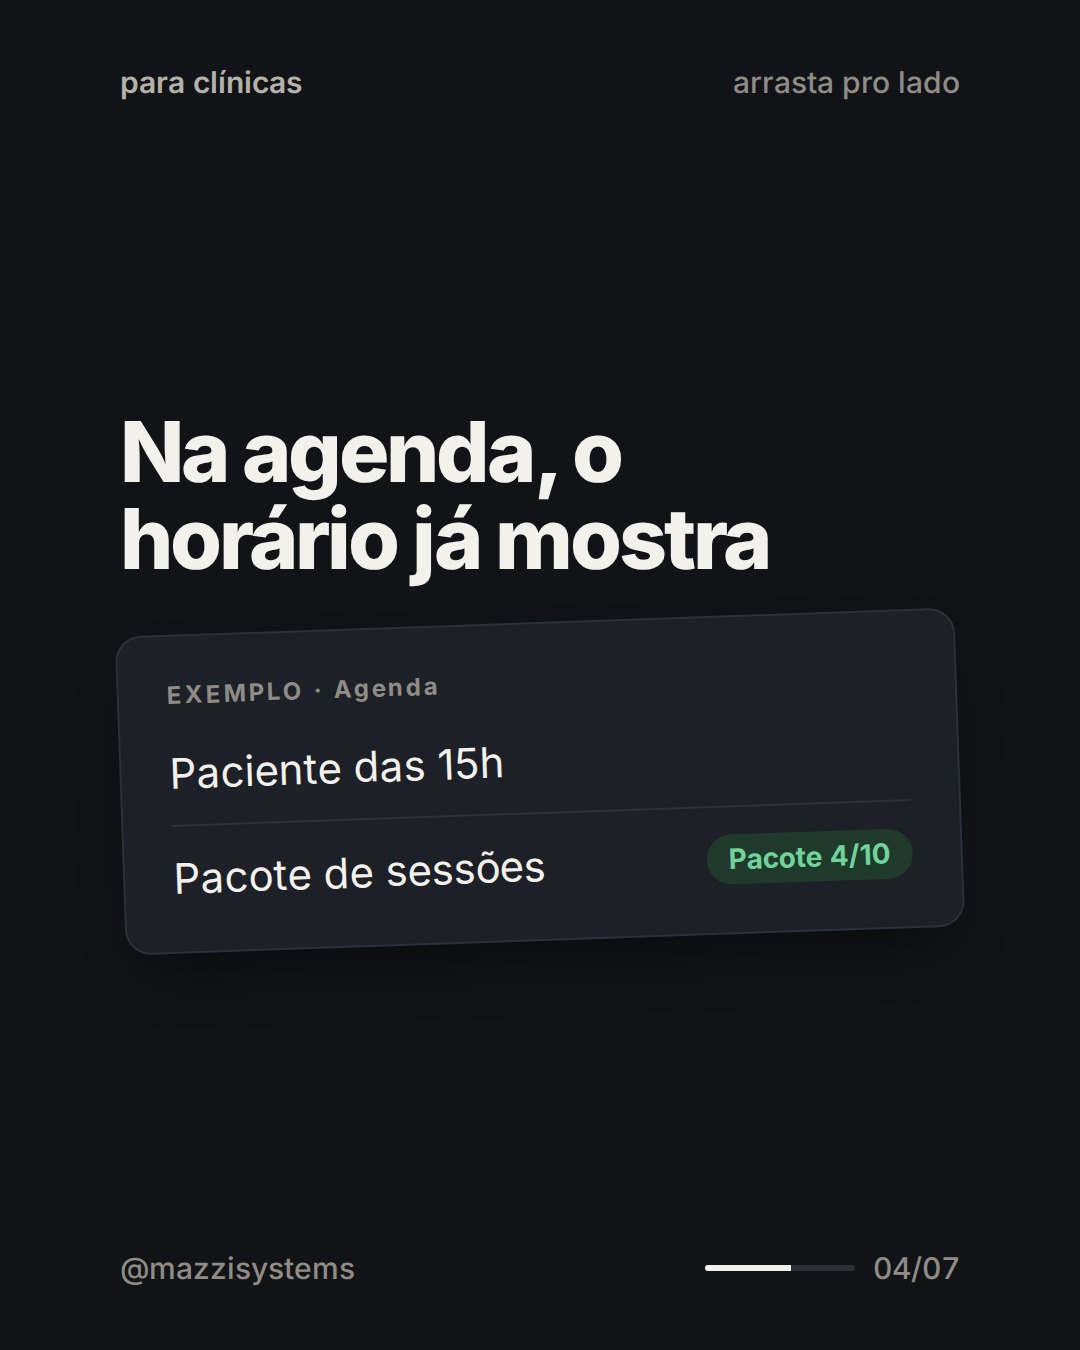 para clínicas
arrasta pro lado
Na agenda, o
horário já mostra
EXEMPLO · Agenda
Paciente das 15h
Pacote de sessões
Pacote 4/10
@mazzisystems
04/07